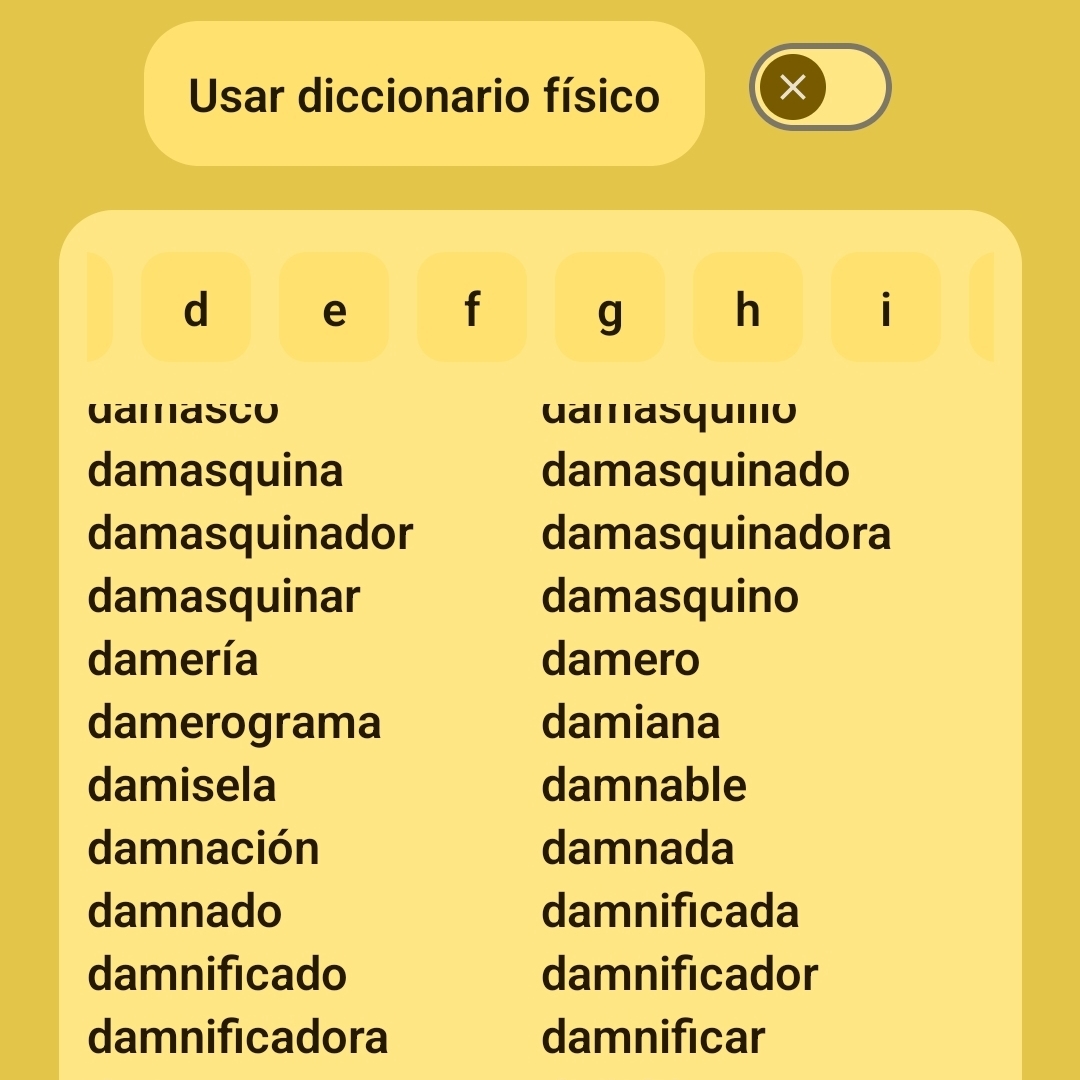 Usar diccionario físico
d e f g h i
damasco damasquillo
damasquina damasquinado
damasquinador damasquinadora
damasquinar damasquino
damería damero
damerograma damiana
damisela damnable
damnación damnada
damnado damnificada
damnificado damnificador
damnificadora damnificar